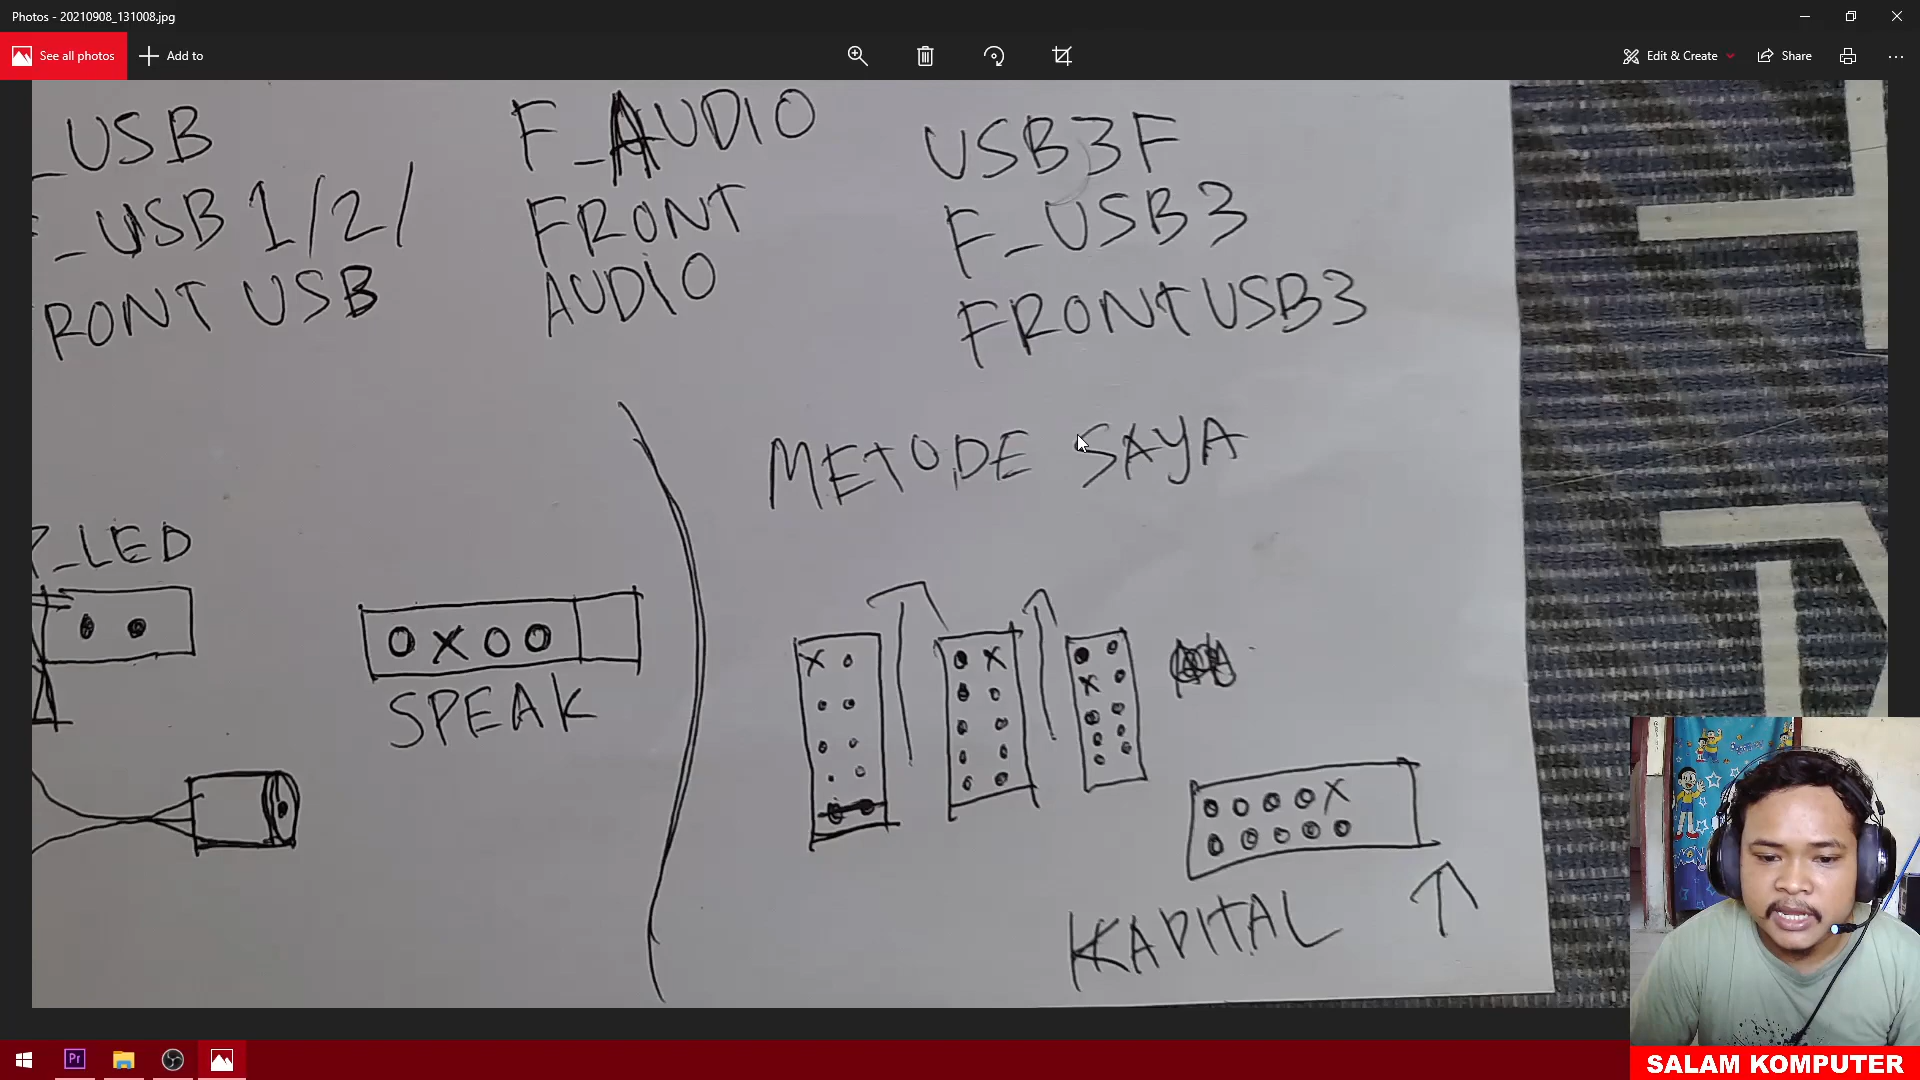 Photos - 20210908_131008.jpg
See all photos
Add to
Edit & Create
Share
_USB
_USB 1/2/
RONT USB
F_AUDIO
FRONT
AUDIO
USB3F
F_USB3
FRONT USB3
METODE SAYA
_LED
SPEAK
KAPITAL
Pr
SALAM KOMPUTER